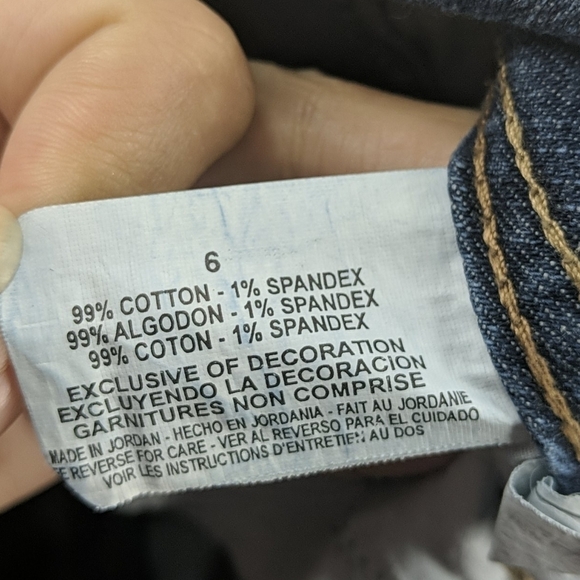 6
99% COTTON - 1% SPANDEX
99% ALGODON - 1% SPANDEX
99% COTON - 1% SPANDEX
EXCLUSIVE OF DECORATION
EXCLUYENDO LA DECORACION
GARNITURES NON COMPRISE
MADE IN JORDAN - HECHO EN JORDANIA - FAIT AU JORDANIE
REVERSE FOR CARE - VER AL REVERSO PARA EL CUIDADO
VOIR LES INSTRUCTIONS D'ENTRETIEN AU DOS